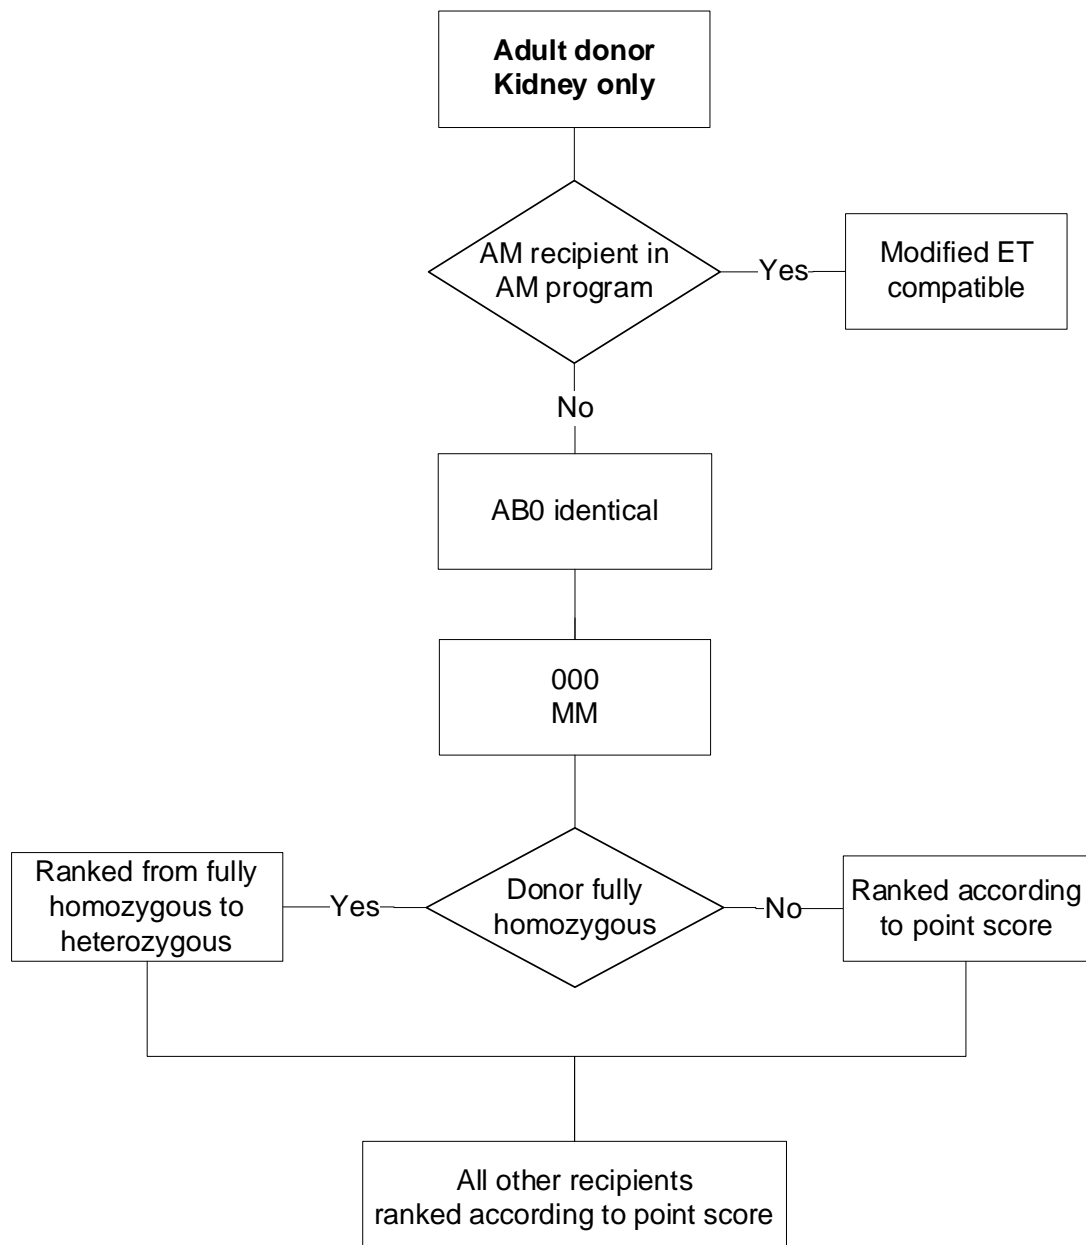 Adult donor
Kidney only
AM recipient in
AM program
Yes
Modified ET
compatible
No
AB0 identical
000
MM
Ranked from fully
homozygous to
heterozygous
Yes
Donor fully
homozygous
No
Ranked according
to point score
All other recipients
ranked according to point score